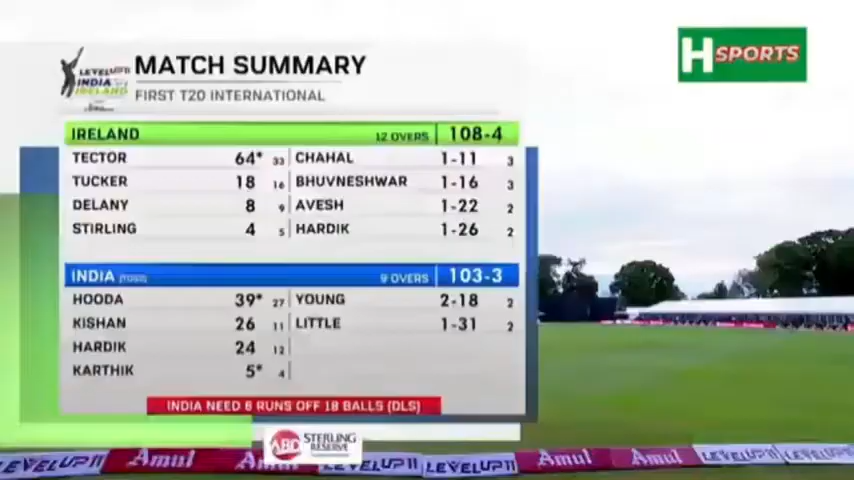 H SPORTS
LEVELUP11
INDIA
IRELAND
MATCH SUMMARY
FIRST T20 INTERNATIONAL
IRELAND 12 OVERS 108-4
TECTOR 64* 33 CHAHAL 1-11 3
TUCKER 18 16 BHUVNESHWAR 1-16 3
DELANY 8 9 AVESH 1-22 2
STIRLING 4 5 HARDIK 1-26 2
INDIA (TOSS) 9 OVERS 103-3
HOODA 39* 27 YOUNG 2-18 2
KISHAN 26 11 LITTLE 1-31 2
HARDIK 24 12
KARTHIK 5* 4
INDIA NEED 6 RUNS OFF 18 BALLS (DLS)
ABD STERLING
RESERVE
LEVELUP11 Amul Amul LEVELUP11 LEVELUP11 Amul Amul LEVELUP11 LEVELUP11